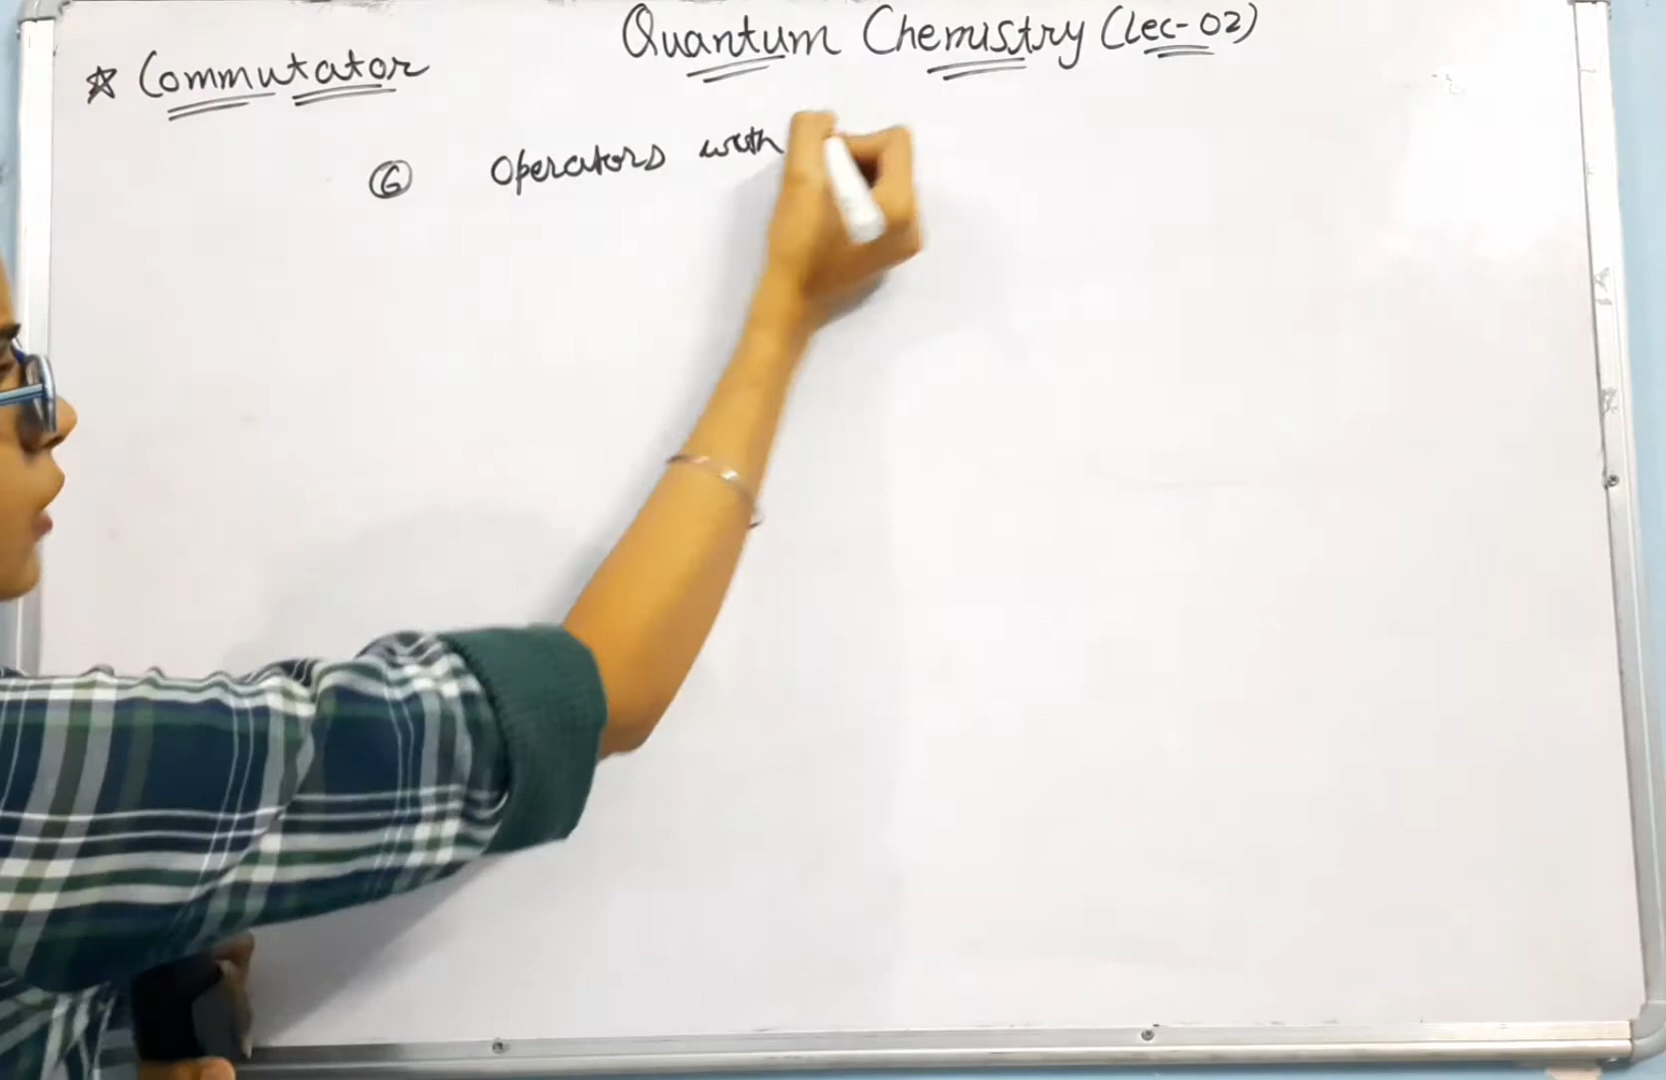 Quantum Chemistry (Lec-02)
☆ Commutator
⑥ Operators with